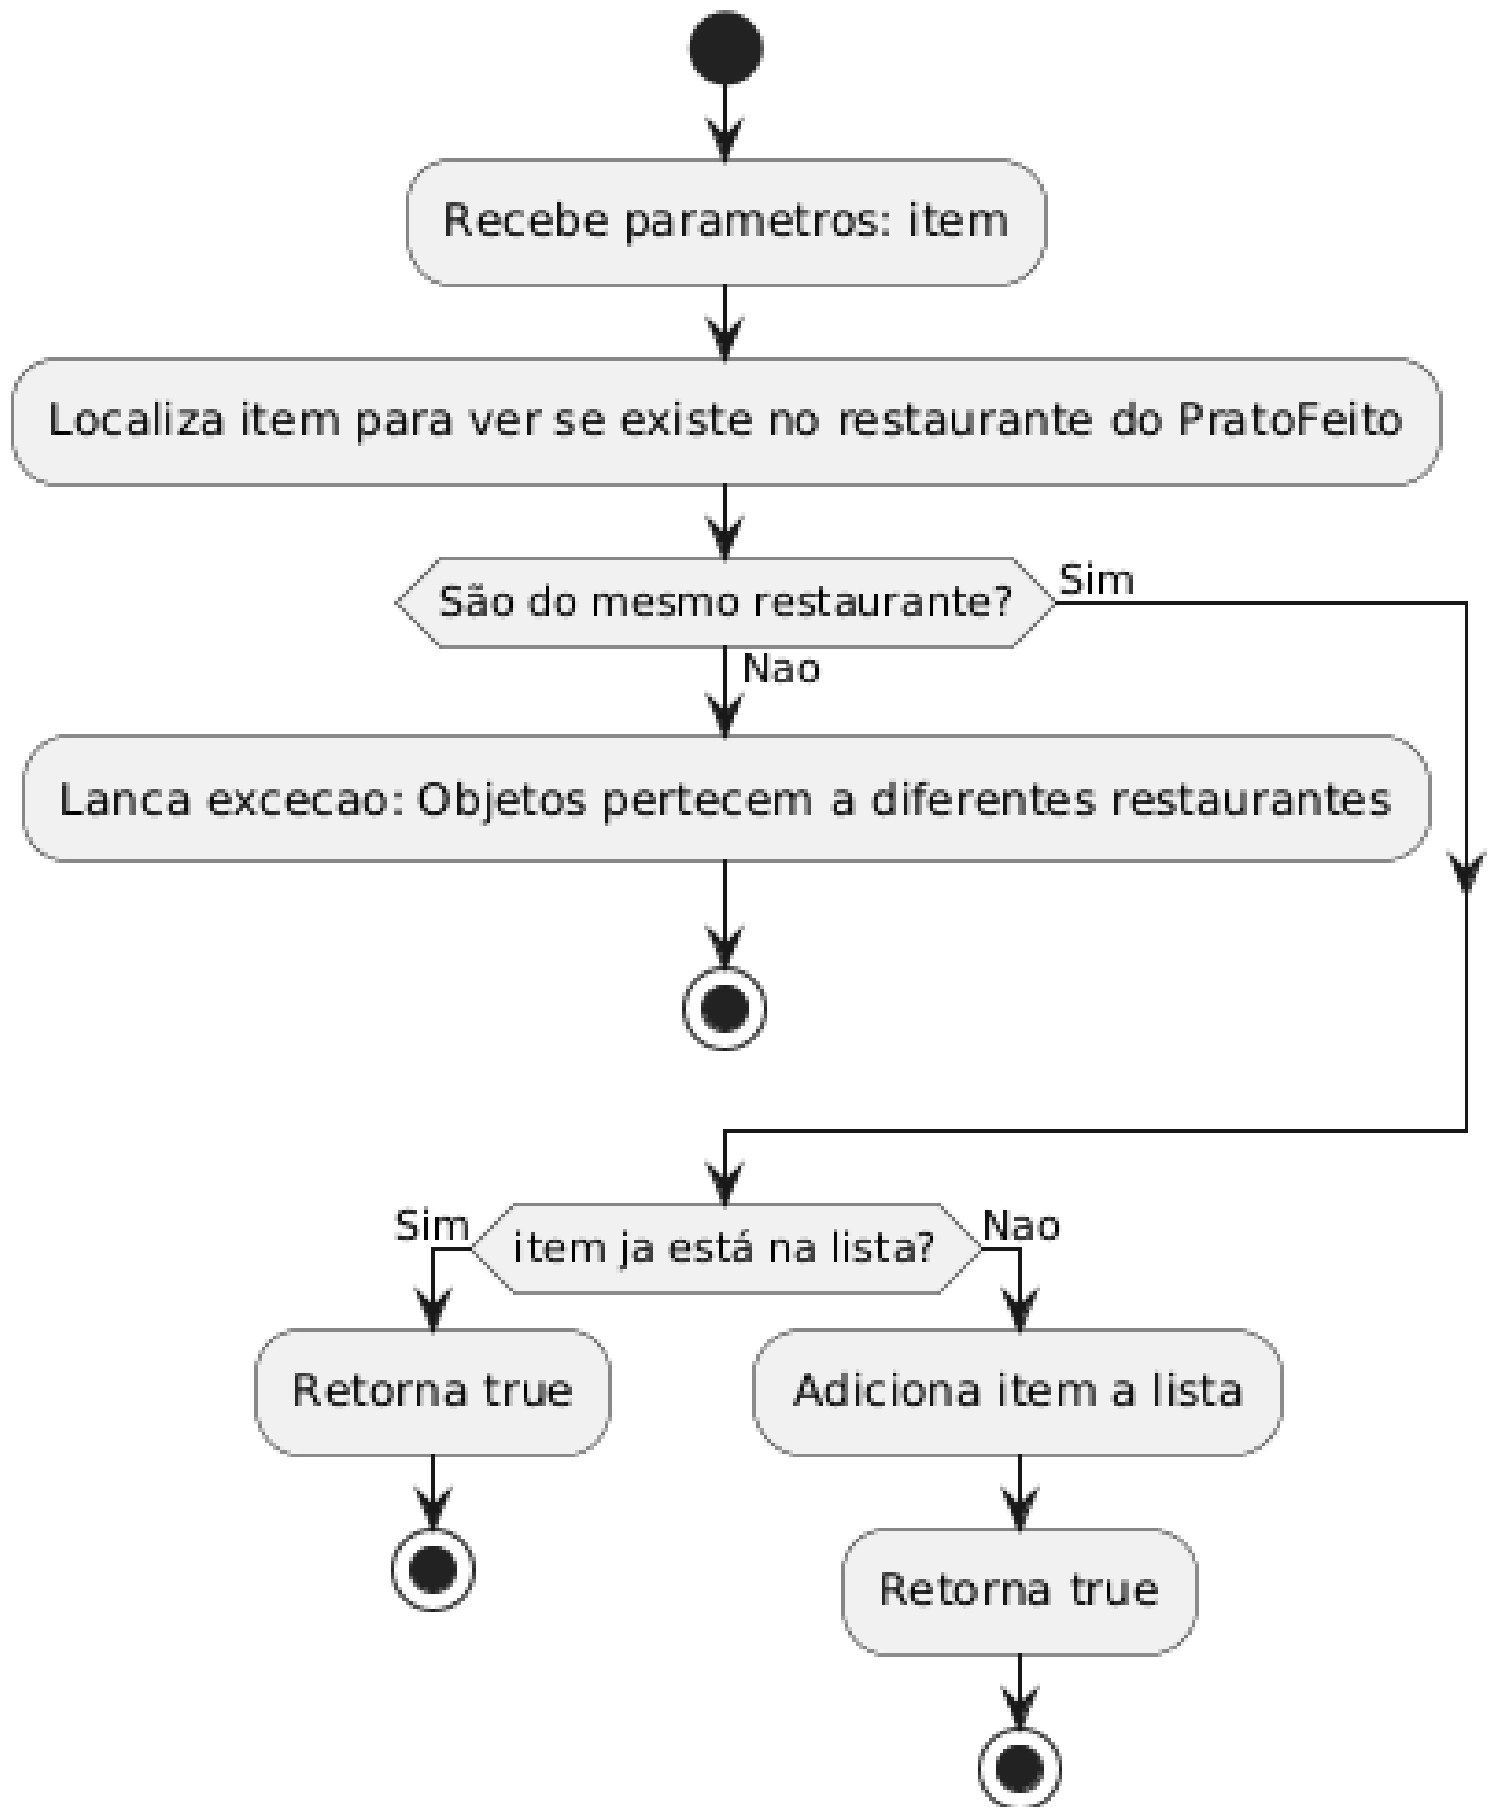 Recebe parametros: item
Localiza item para ver se existe no restaurante do PratoFeito
São do mesmo restaurante?
Sim
Nao
Lanca excecao: Objetos pertecem a diferentes restaurantes
Sim
item ja está na lista?
Nao
Retorna true
Adiciona item a lista
Retorna true